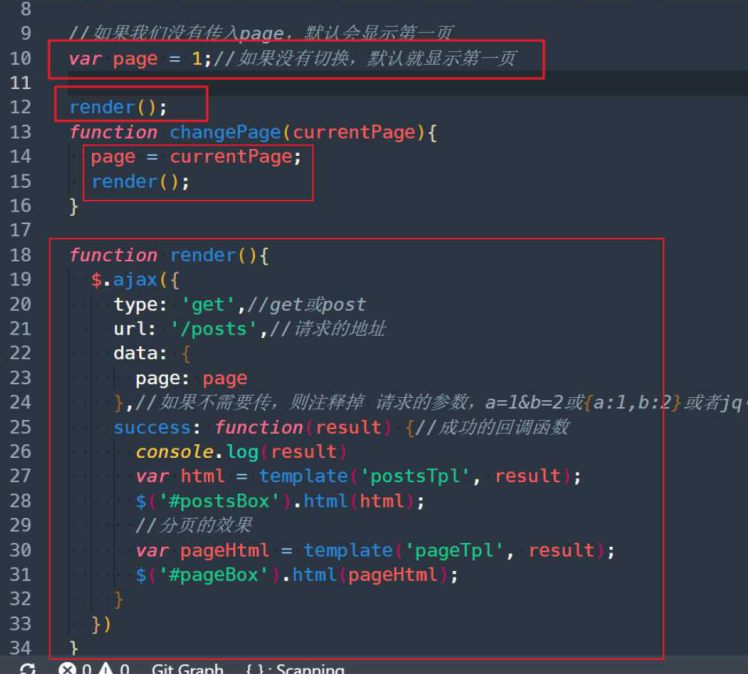 8
9 //如果我们没有传入page，默认会显示第一页
10 var page = 1;//如果没有切换，默认就显示第一页
11
12 render();
13 function changePage(currentPage){
14 page = currentPage;
15 render();
16 }
17
18 function render(){
19 $.ajax({
20 type: 'get',//get或post
21 url: '/posts',//请求的地址
22 data: {
23 page: page
24 },//如果不需要传，则注释掉 请求的参数，a=1&b=2或{a:1,b:2}或者jq
25 success: function(result) {//成功的回调函数
26 console.log(result)
27 var html = template('postsTpl', result);
28 $('#postsBox').html(html);
29 //分页的效果
30 var pageHtml = template('pageTpl', result);
31 $('#pageBox').html(pageHtml);
32 }
33 })
34 }
0 0 Git Graph { } : Scanning